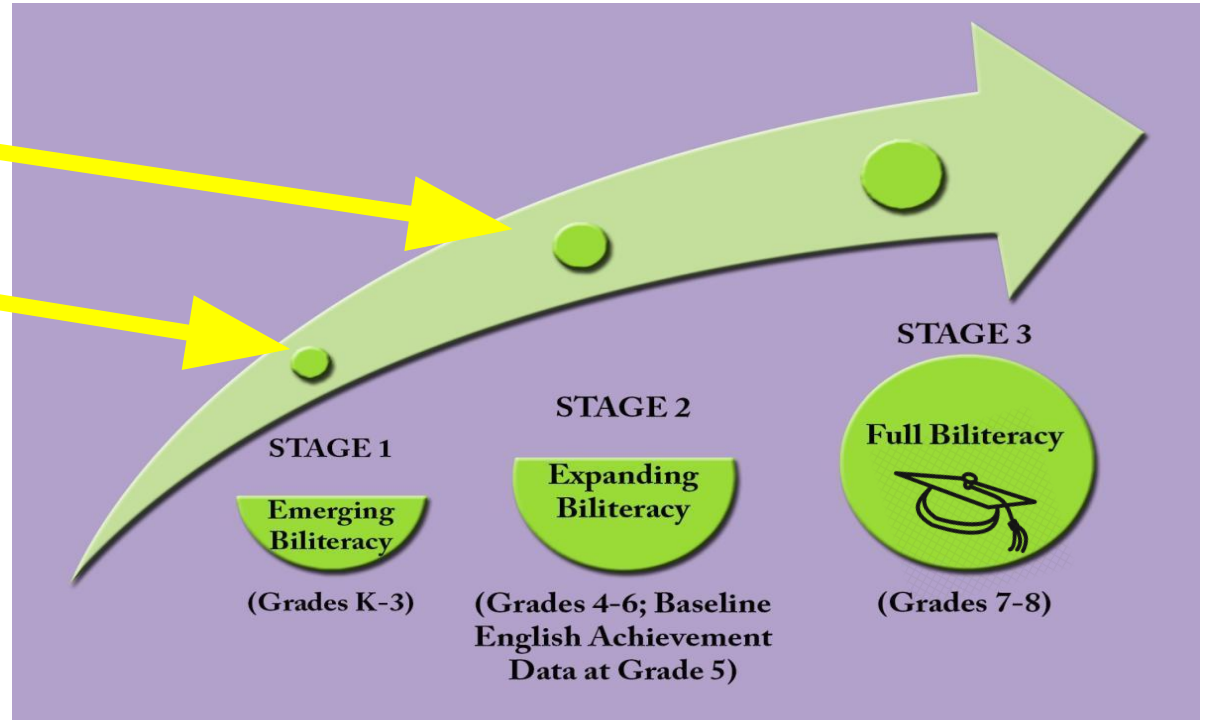 STAGE 1
Emerging
Biliteracy
(Grades K-3)
STAGE 2
Expanding
Biliteracy
(Grades 4-6; Baseline
English Achievement
Data at Grade 5)
STAGE 3
Full Biliteracy
(Grades 7-8)